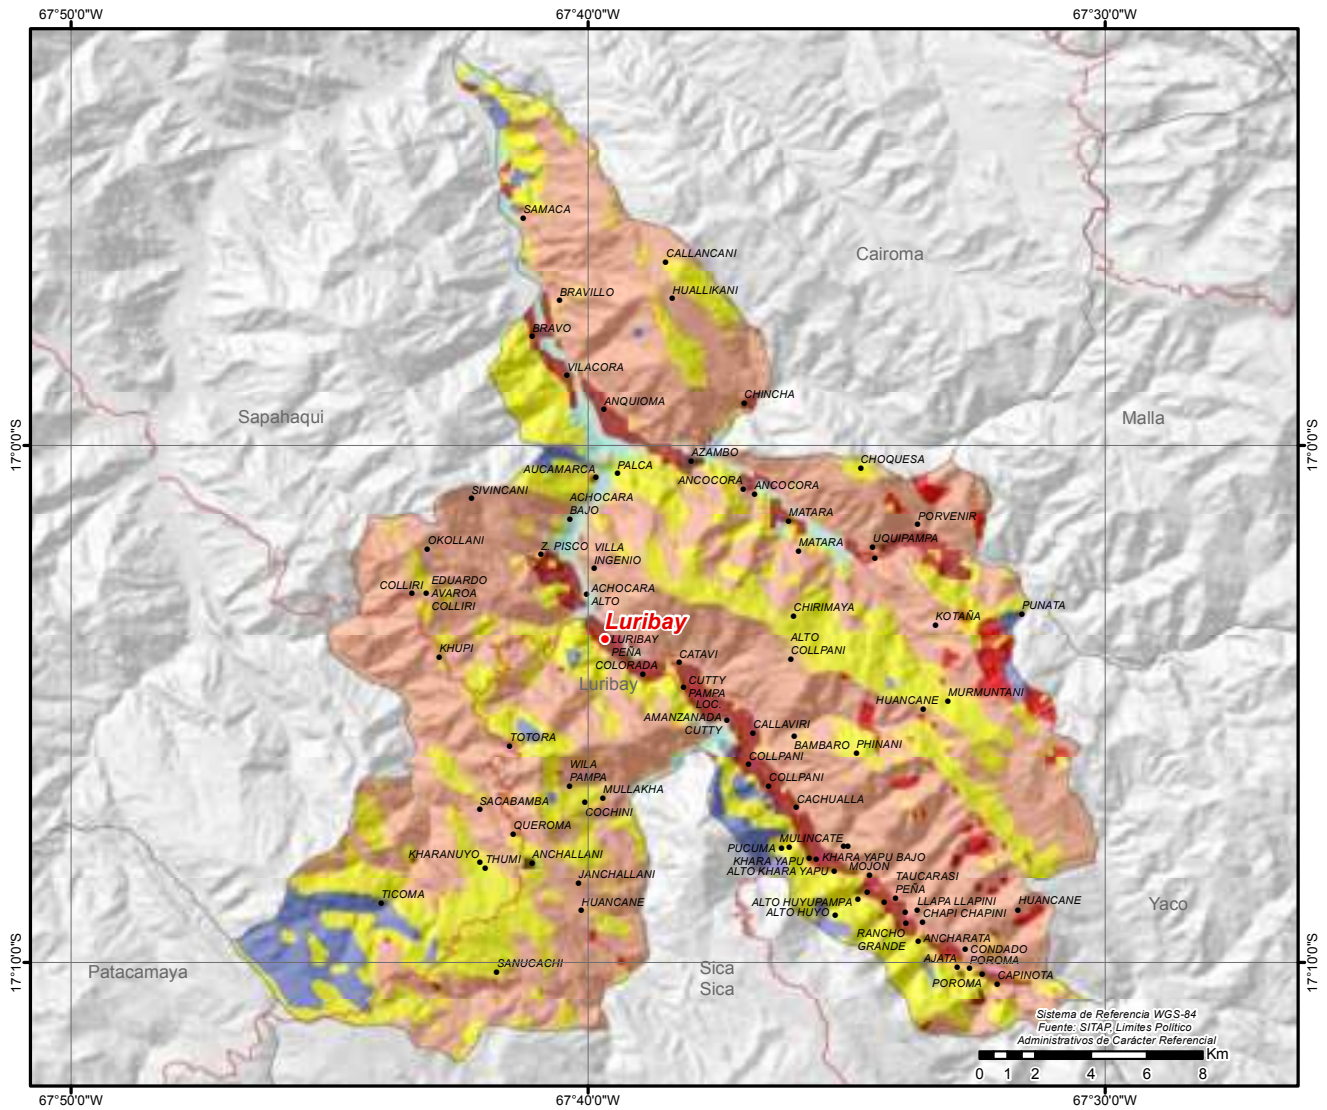 67°50'0"W
67°40'0"W
67°30'0"W
SAMACA
CALLANCANI
Cairoma
HUALLIKANI
BRAVILLO
BRAVO
VILACORA
CHINCHA
ANQUIOMA
Sapahaqui
Malla
17°0'0"S
17°0'0"S
AZAMBO
CHOQUESA
PALCA
AUCAMARCA
ANCOCORA
ANCOCORA
SIVINCANI
ACHOCARA
BAJO
MATARA
PORVENIR
OKOLLANI
Z. PISCO
VILLA
INGENIO
MATARA
UQUIPAMPA
COLLIRI
EDUARDO
AVAROA
COLLIRI
ACHOCARA
ALTO
CHIRIMAYA
PUNATA
KOTAÑA
Luribay
LURIBAY
PEÑA
COLORADA
ALTO
COLLPANI
KHUPI
CATAVI
Luribay
CUTTY
PAMPA
LOC.
AMANZANADA
CUTTY
HUANCANE
MURMUNTANI
CALLAVIRI
BAMBARO
PHINANI
TOTORA
COLLPANI
WILA
PAMPA
COLLPANI
MULLAKHA
COCHINI
CACHUALLA
SACABAMBA
QUEROMA
MULINCATE
PUCUMA
KHARANUYO
THUMI
ANCHALLANI
KHARA YAPU
KHARA YAPU BAJO
ALTO KHARA YAPU
MOJON
JANCHALLANI
TAUCARASI
PEÑA
TICOMA
HUANCANE
ALTO HUYUPAMPA
ALTO HUYO
LLAPA LLAPINI
CHAPI CHAPINI
HUANCANE
Yaco
RANCHO
GRANDE
ANCHARATA
CONDADO
AJATA
POROMA
POROMA
CAPINOTA
17°10'0"S
17°10'0"S
Patacamaya
SANUCACHI
Sica
Sica
Sistema de Referencia WGS-84
Fuente: SITAP, Limites Político
Administrativos de Carácter Referencial
Km
0 1 2 4 6 8
67°50'0"W
67°40'0"W
67°30'0"W